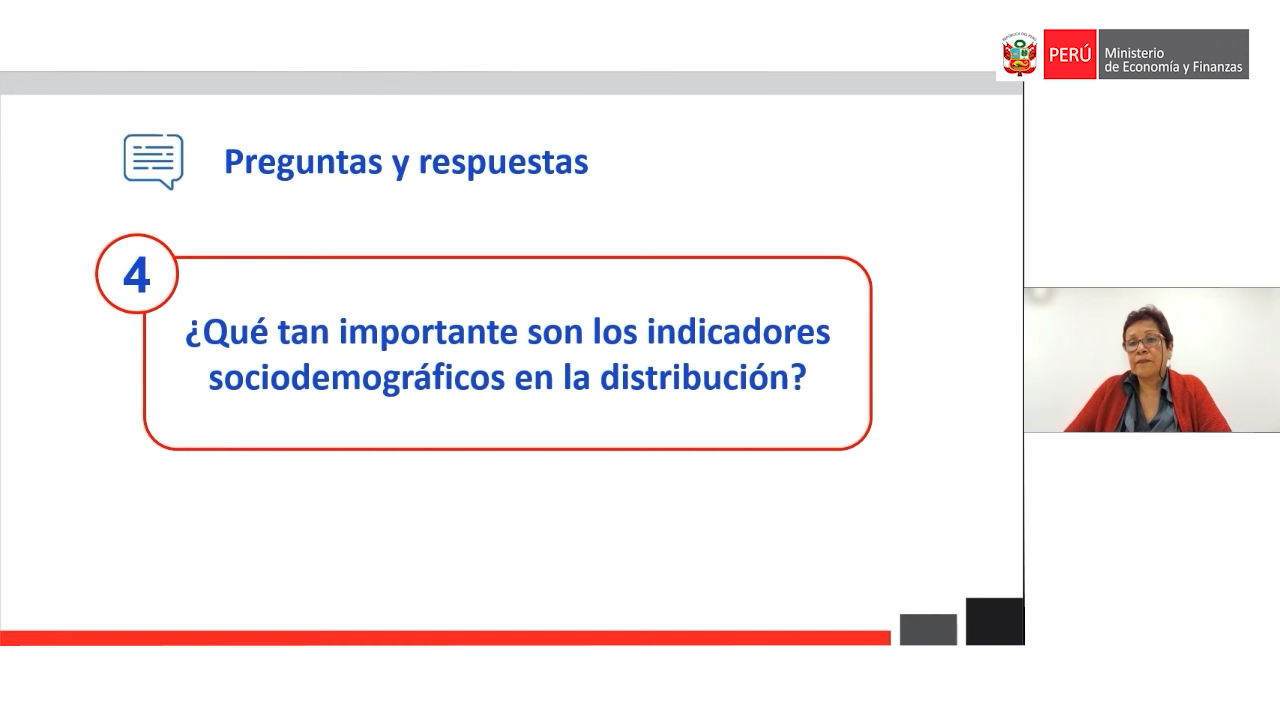 PERÚ
Ministerio
de Economía y Finanzas
Preguntas y respuestas
4
¿Qué tan importante son los indicadores
sociodemográficos en la distribución?